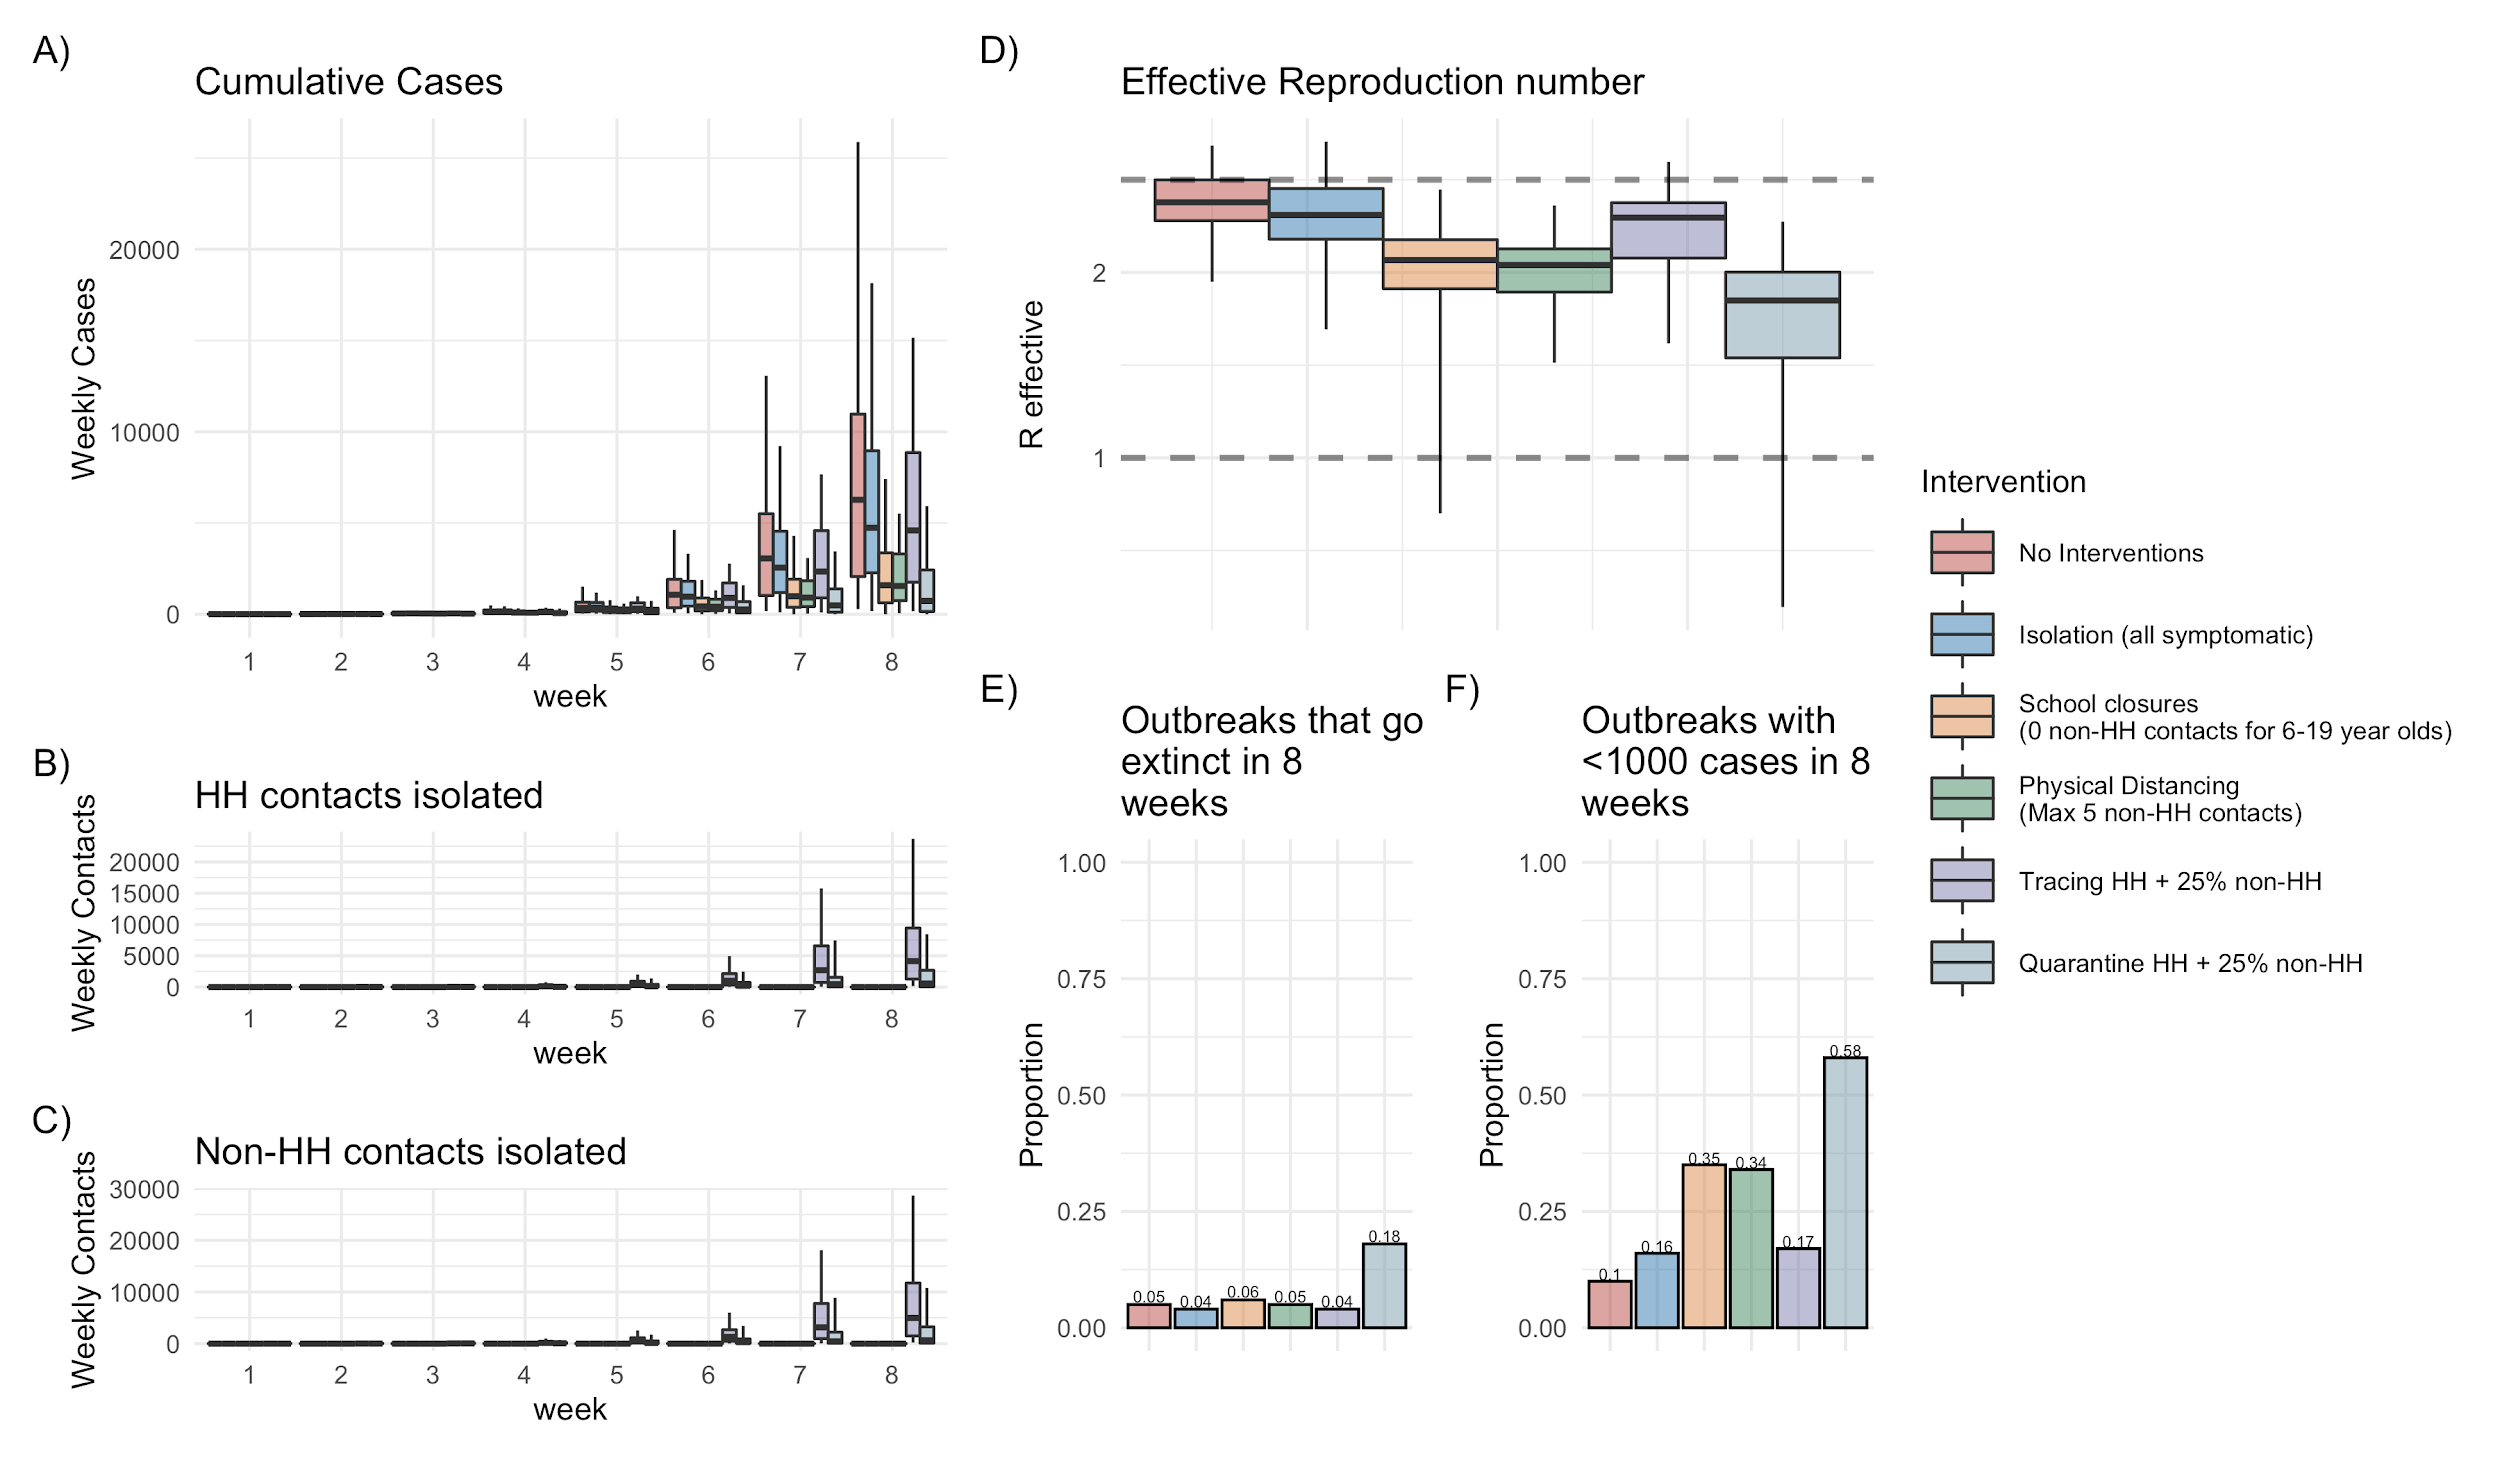 A)
Cumulative Cases
Weekly Cases
20000
10000
0
1 2 3 4 5 6 7 8
week
B)
HH contacts isolated
Weekly Contacts
20000
15000
10000
5000
0
1 2 3 4 5 6 7 8
week
C)
Non-HH contacts isolated
Weekly Contacts
30000
20000
10000
0
1 2 3 4 5 6 7 8
week
D)
Effective Reproduction number
R effective
2
1
E)
Outbreaks that go
extinct in 8
weeks
Proportion
1.00
0.75
0.50
0.25
0.00
0.05 0.04 0.06 0.05 0.04 0.18
F)
Outbreaks with
<1000 cases in 8
weeks
Proportion
1.00
0.75
0.50
0.25
0.00
0.1 0.16 0.35 0.34 0.17 0.58
Intervention
No Interventions
Isolation (all symptomatic)
School closures
(0 non-HH contacts for 6-19 year olds)
Physical Distancing
(Max 5 non-HH contacts)
Tracing HH + 25% non-HH
Quarantine HH + 25% non-HH